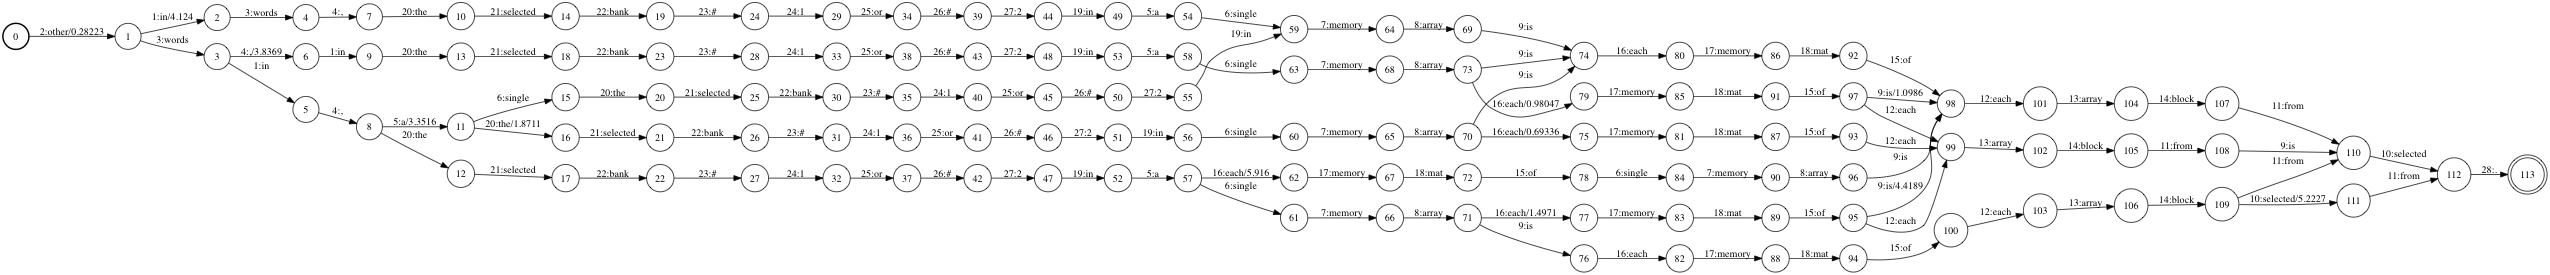 0 2:other/0.28223 1 1:in/4.124 2 3:words 4 4:, 7 20:the 10 21:selected 14 22:bank 19 23:# 24 24:1 29 25:or 34 26:# 39 27:2 44 19:in 49 5:a 54 6:single 59 7:memory 64 8:array 69 9:is 74 16:each 80 17:memory 86 18:mat 92 15:of 98 12:each 101 13:array 104 14:block 107 11:from 110 10:selected 112 28:. 113
3:words 3 4:,/3.8369 6 1:in 9 20:the 13 21:selected 18 22:bank 23 23:# 28 24:1 33 25:or 38 26:# 43 27:2 48 19:in 53 5:a 58 6:single 63 7:memory 68 8:array 73 9:is
16:each/0.98047 79 17:memory 85 18:mat 91 15:of 97 9:is/1.0986
12:each 99 13:array 102 14:block 105 11:from 108 9:is
1:in 5 4:, 8 5:a/3.3516 11 6:single 15 20:the 20 21:selected 25 22:bank 30 23:# 35 24:1 40 25:or 45 26:# 50 27:2 55 19:in
20:the/1.8711 16 21:selected 21 22:bank 26 23:# 31 24:1 36 25:or 41 26:# 46 27:2 51 19:in 56 6:single 60 7:memory 65 8:array 70 9:is
16:each/0.69336 75 17:memory 81 18:mat 87 15:of 93 12:each
20:the 12 21:selected 17 22:bank 22 23:# 27 24:1 32 25:or 37 26:# 42 27:2 47 19:in 52 5:a 57 16:each/5.916 62 17:memory 67 18:mat 72 15:of 78 6:single 84 7:memory 90 8:array 96 9:is
6:single 61 7:memory 66 8:array 71 16:each/1.4971 77 17:memory 83 18:mat 89 15:of 95 9:is/4.4189
12:each
9:is 76 16:each 82 17:memory 88 18:mat 94 15:of 100 12:each 103 13:array 106 14:block 109 11:from
10:selected/5.2227 111 11:from